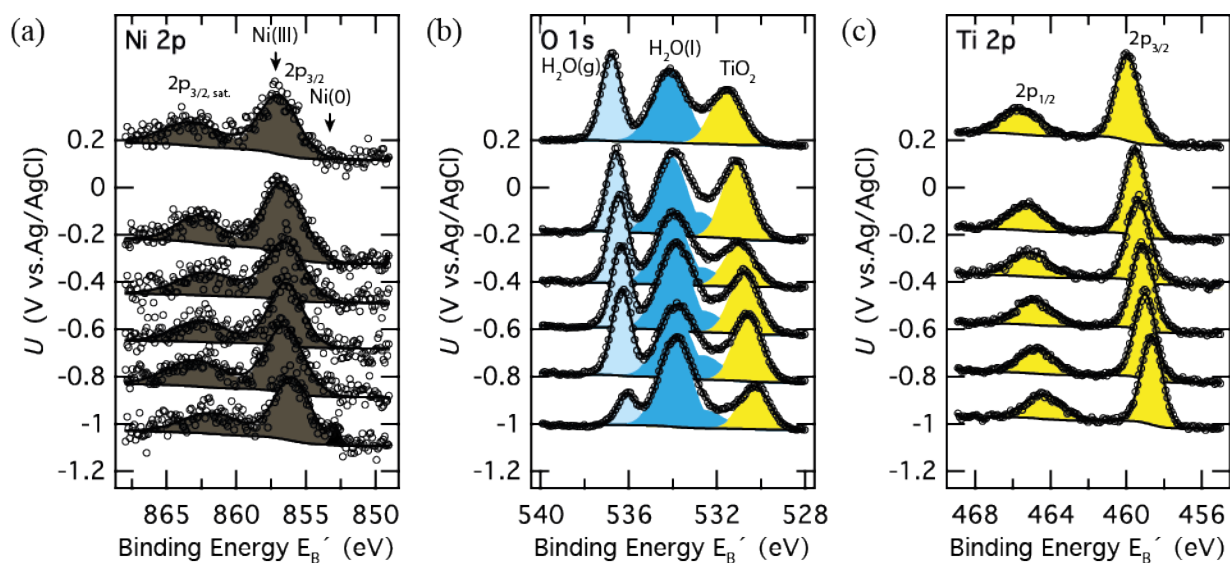 (a)
Ni 2p
Ni(III)
2p3/2
2p3/2, sat.
Ni(0)
U (V vs.Ag/AgCl)
0.2
0
-0.2
-0.4
-0.6
-0.8
-1
-1.2
865
860
855
850
Binding Energy EB´ (eV)
(b)
O 1s
H2O(g)
H2O(l)
TiO2
U (V vs.Ag/AgCl)
0.2
0
-0.2
-0.4
-0.6
-0.8
-1
-1.2
540
536
532
528
Binding Energy EB´ (eV)
(c)
Ti 2p
2p3/2
2p1/2
U (V vs.Ag/AgCl)
0.2
0
-0.2
-0.4
-0.6
-0.8
-1
-1.2
468
464
460
456
Binding Energy EB´ (eV)